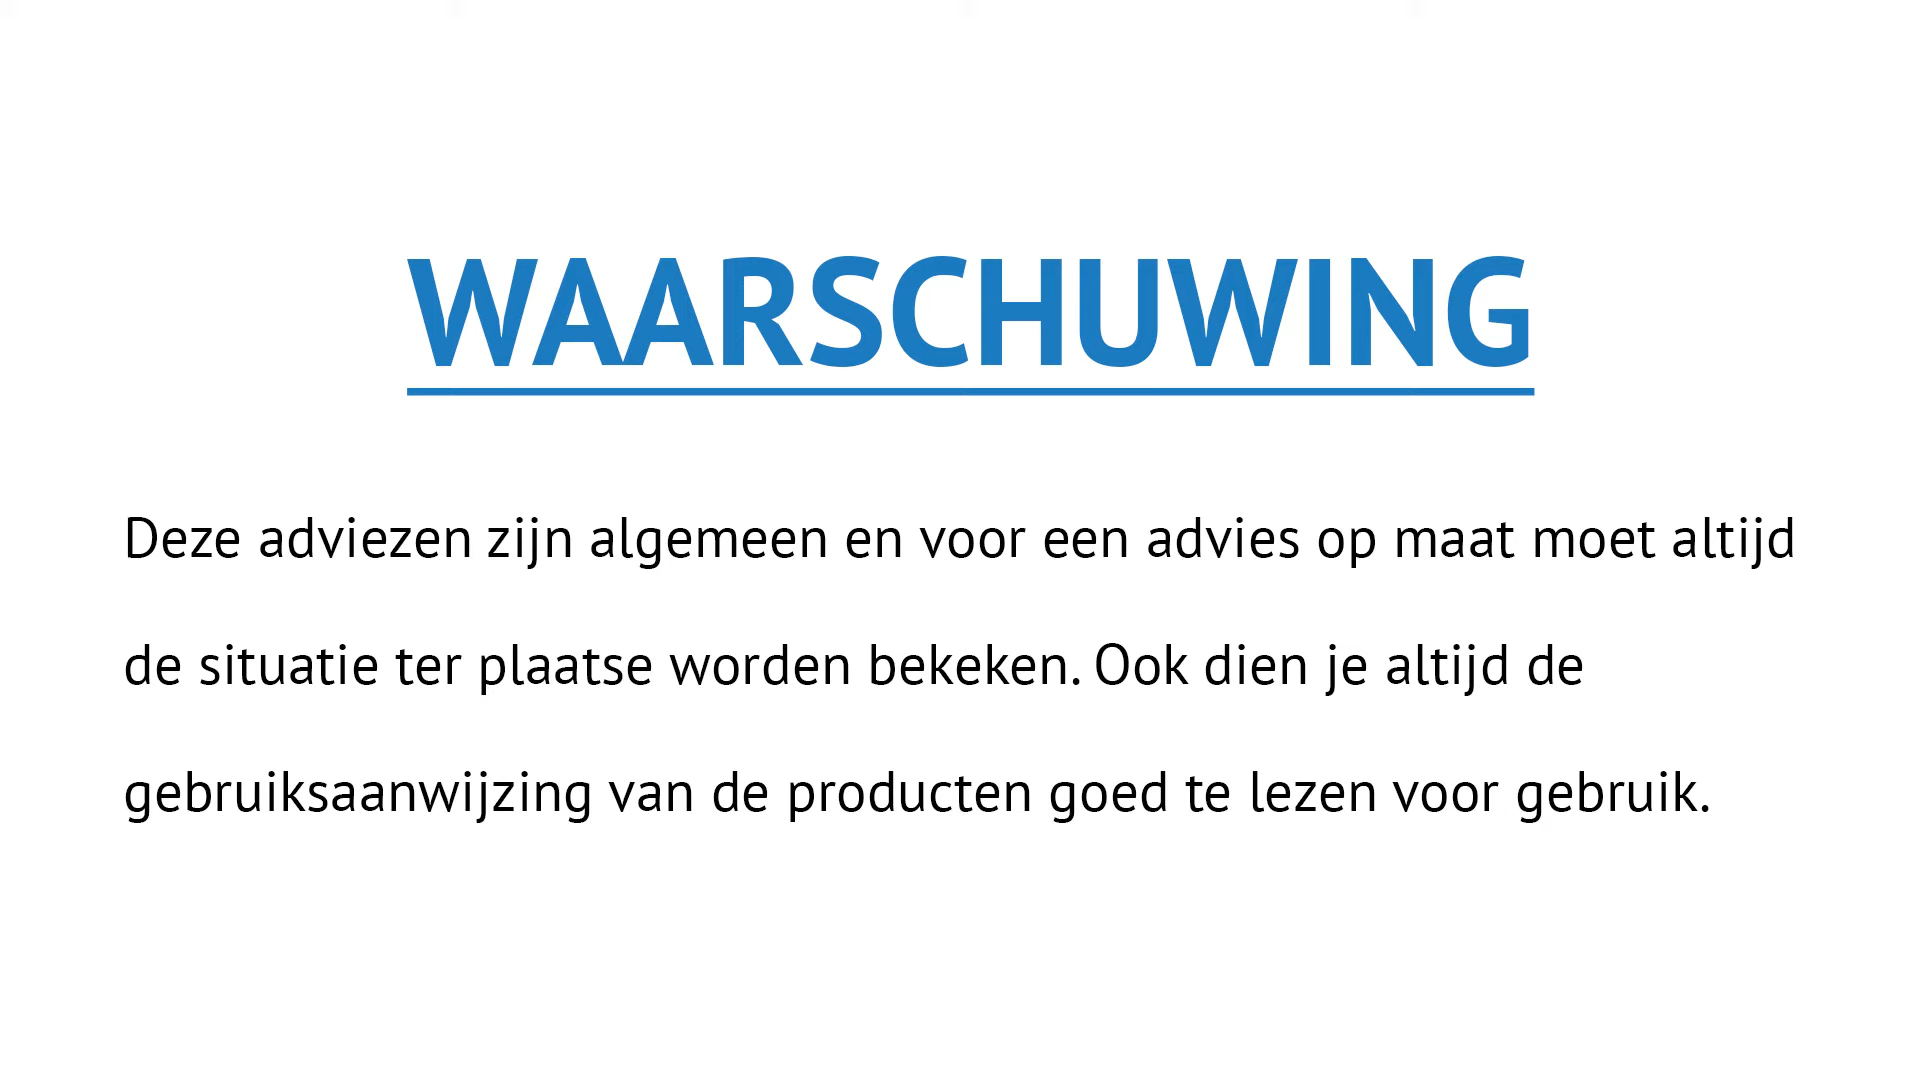 WAARSCHUWING
Deze adviezen zijn algemeen en voor een advies op maat moet altijd
de situatie ter plaatse worden bekeken. Ook dien je altijd de
gebruiksaanwijzing van de producten goed te lezen voor gebruik.